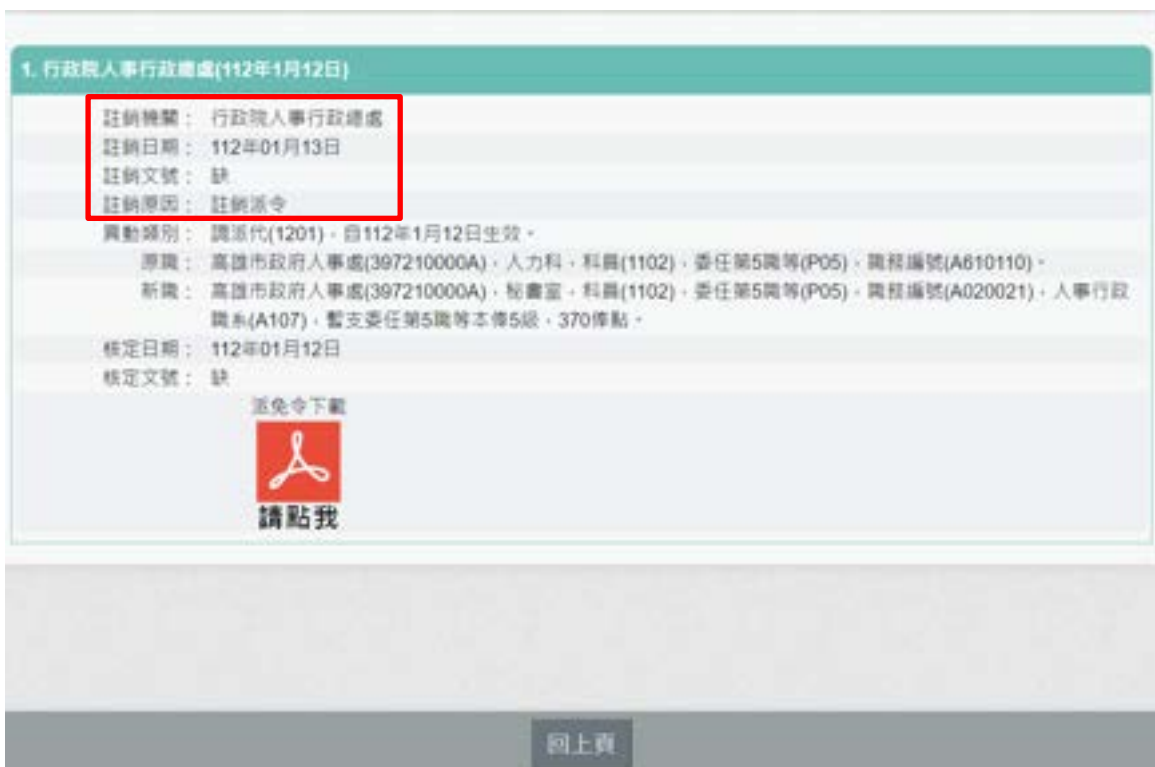 1. 行政院人事行政總處(112年1月12日)
註銷機關： 行政院人事行政總處
註銷日期： 112年01月13日
註銷文號： 缺
註銷原因： 註銷派令
異動類別： 調派代(1201)，自112年1月12日生效。
原職： 高雄市政府人事處(397210000A)，人力科，科員(1102)，委任第5職等(P05)，職務編號(A610110)。
新職： 高雄市政府人事處(397210000A)，秘書室，科員(1102)，委任第5職等(P05)，職務編號(A020021)，人事行政
職系(A107)，暫支委任第5職等本俸5級，370俸點。
核定日期： 112年01月12日
核定文號： 缺
派免令下載
請點我
回上頁